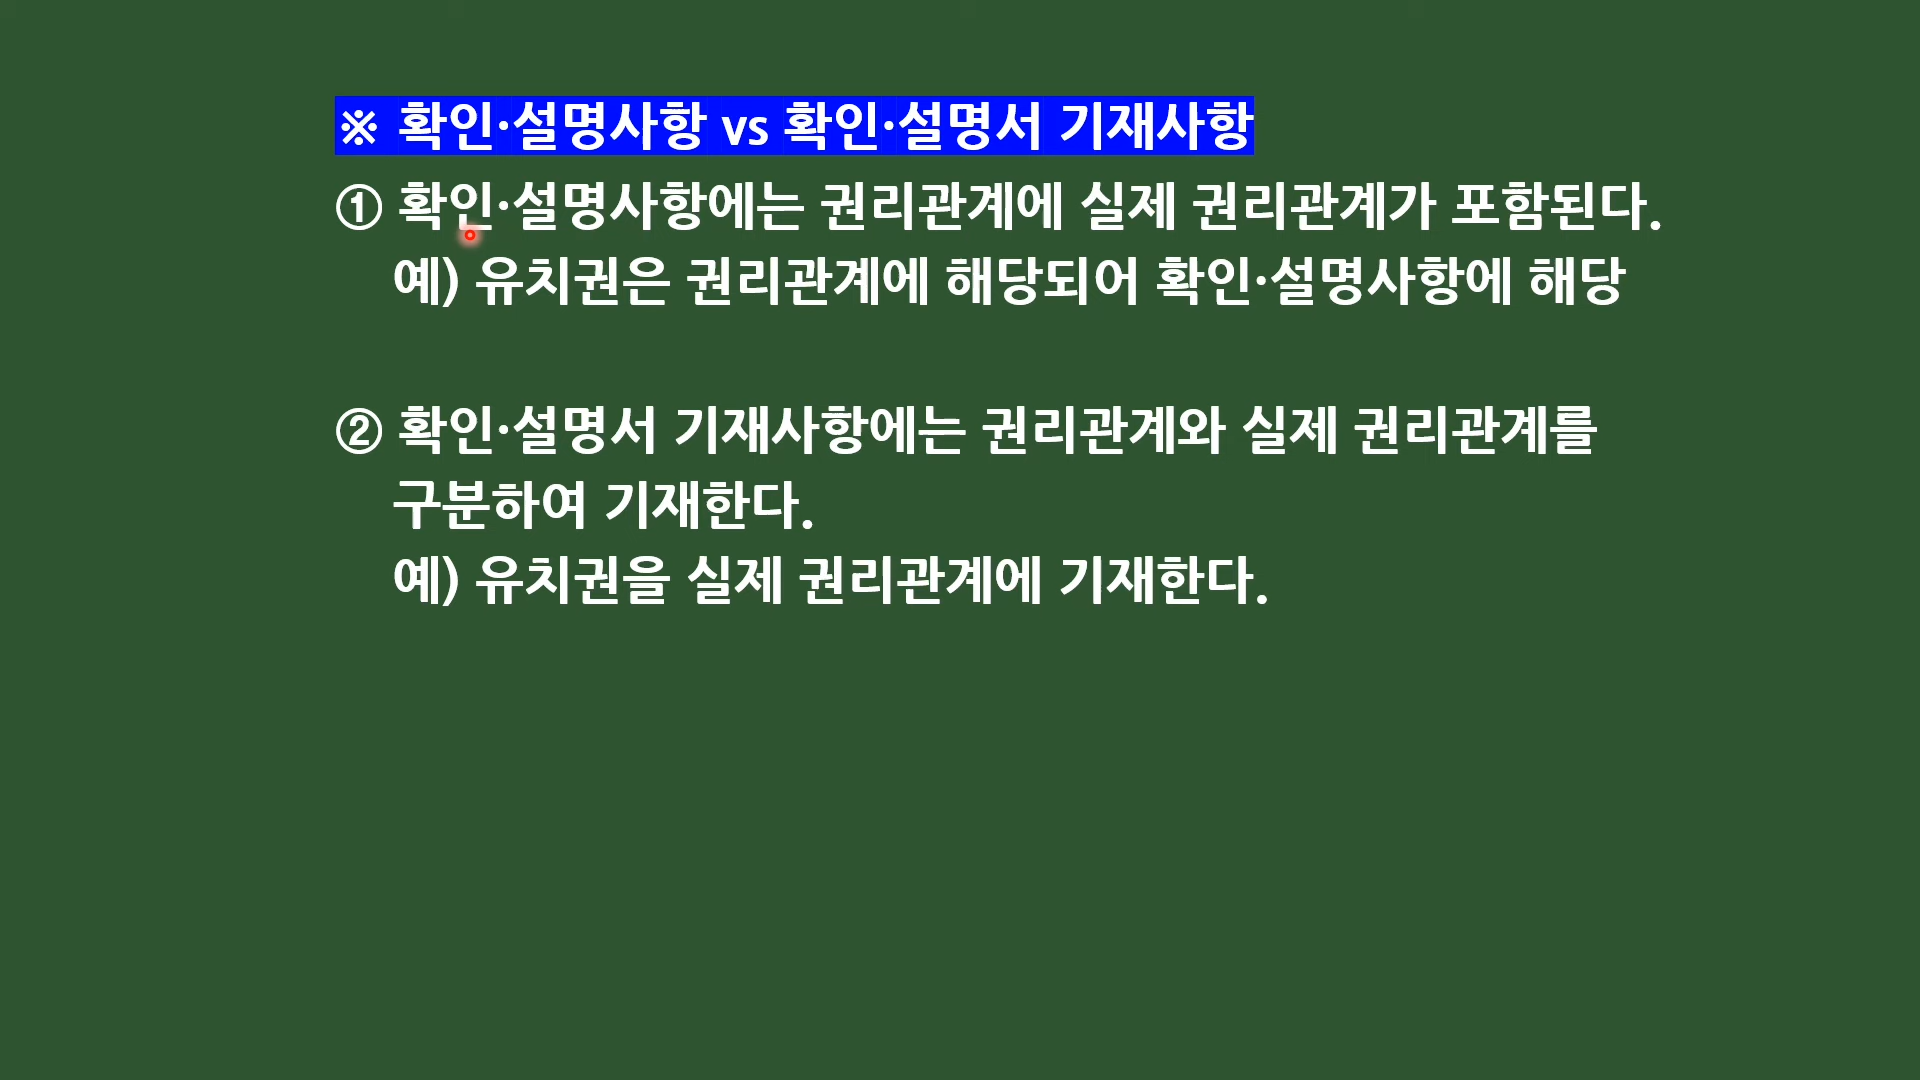 ※ 확인·설명사항 vs 확인·설명서 기재사항
① 확인·설명사항에는 권리관계에 실제 권리관계가 포함된다.
예) 유치권은 권리관계에 해당되어 확인·설명사항에 해당
② 확인·설명서 기재사항에는 권리관계와 실제 권리관계를
구분하여 기재한다.
예) 유치권을 실제 권리관계에 기재한다.